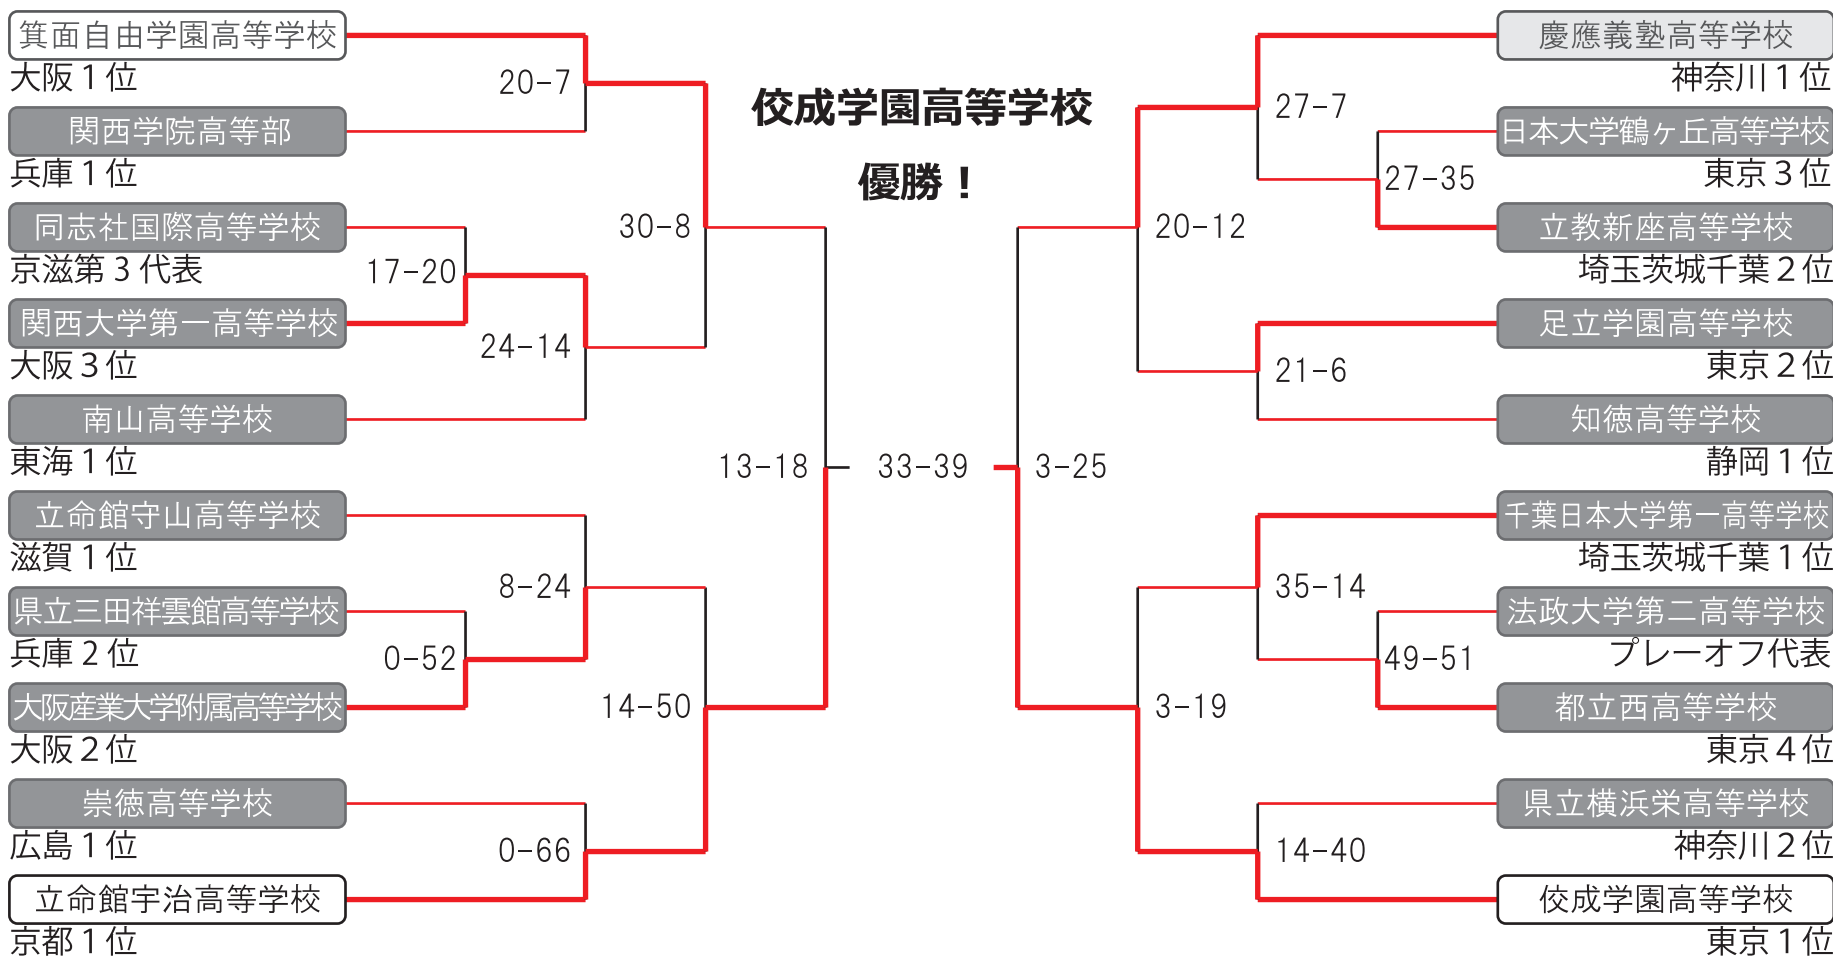 箕面自由学園高等学校
大阪1位
関西学院高等部
兵庫1位
同志社国際高等学校
京滋第3代表
関西大学第一高等学校
大阪3位
南山高等学校
東海1位
立命館守山高等学校
滋賀1位
県立三田祥雲館高等学校
兵庫2位
大阪産業大学附属高等学校
大阪2位
崇徳高等学校
広島1位
立命館宇治高等学校
京都1位
20-7
17-20
24-14
30-8
8-24
0-52
14-50
0-66
13-18
佼成学園高等学校
優勝！
33-39
3-25
20-12
27-7
27-35
21-6
35-14
49-51
3-19
14-40
慶應義塾高等学校
神奈川1位
日本大学鶴ヶ丘高等学校
東京3位
立教新座高等学校
埼玉茨城千葉2位
足立学園高等学校
東京2位
知徳高等学校
静岡1位
千葉日本大学第一高等学校
埼玉茨城千葉1位
法政大学第二高等学校
プレーオフ代表
都立西高等学校
東京4位
県立横浜栄高等学校
神奈川2位
佼成学園高等学校
東京1位